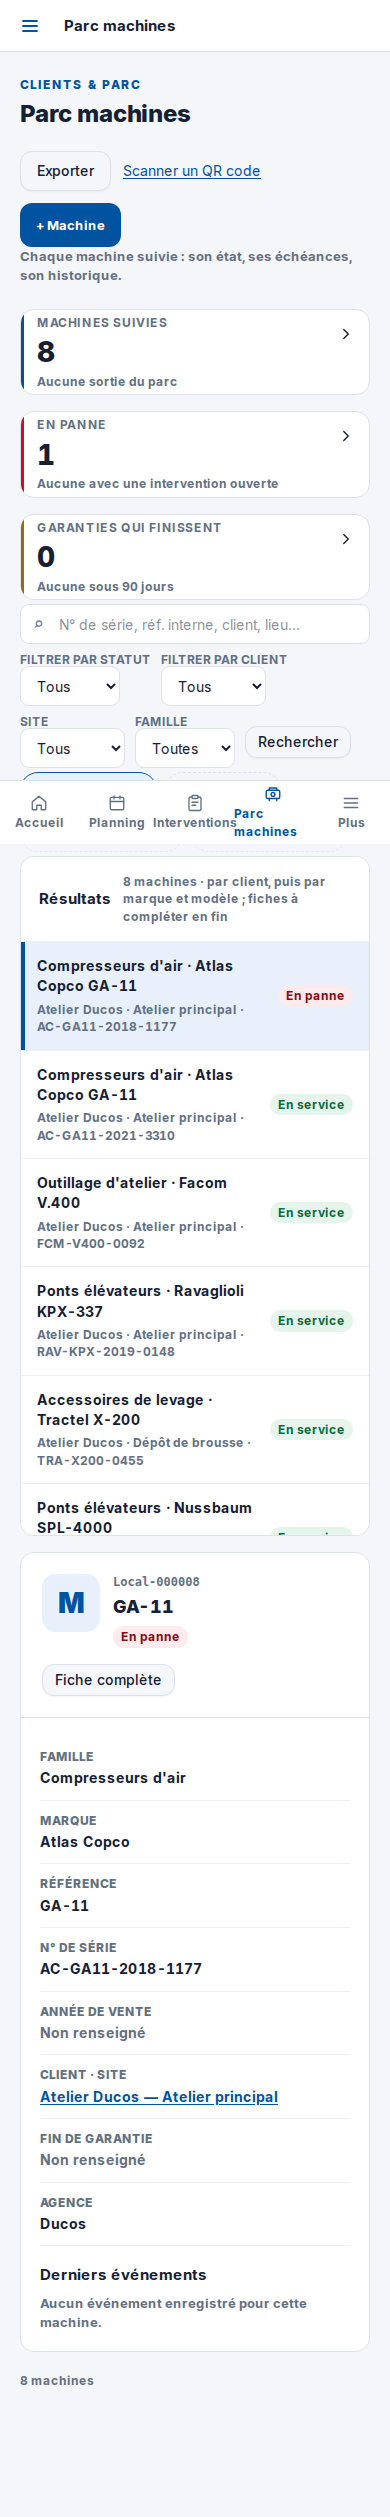 Parc machines
CLIENTS & PARC
Parc machines
Exporter
Scanner un QR code
+ Machine
Chaque machine suivie : son état, ses échéances,
son historique.
MACHINES SUIVIES
8
Aucune sortie du parc
EN PANNE
1
Aucune avec une intervention ouverte
GARANTIES QUI FINISSENT
0
Aucune sous 90 jours
N° de série, réf. interne, client, lieu...
FILTRER PAR STATUT FILTRER PAR CLIENT
Tous Tous
SITE FAMILLE
Tous Toutes Rechercher
Accueil Planning Interventions Parc machines Plus
Résultats
8 machines · par client, puis par
marque et modèle ; fiches à
compléter en fin
Compresseurs d'air · Atlas
Copco GA-11
Atelier Ducos · Atelier principal ·
AC-GA11-2018-1177
En panne
Compresseurs d'air · Atlas
Copco GA-11
Atelier Ducos · Atelier principal ·
AC-GA11-2021-3310
En service
Outillage d'atelier · Facom
V.400
Atelier Ducos · Atelier principal ·
FCM-V400-0092
En service
Ponts élévateurs · Ravaglioli
KPX-337
Atelier Ducos · Atelier principal ·
RAV-KPX-2019-0148
En service
Accessoires de levage ·
Tractel X-200
Atelier Ducos · Dépôt de brousse ·
TRA-X200-0455
En service
Ponts élévateurs · Nussbaum
SPL-4000
M
Local-000008
GA-11
En panne
Fiche complète
FAMILLE
Compresseurs d'air
MARQUE
Atlas Copco
RÉFÉRENCE
GA-11
N° DE SÉRIE
AC-GA11-2018-1177
ANNÉE DE VENTE
Non renseigné
CLIENT · SITE
Atelier Ducos — Atelier principal
FIN DE GARANTIE
Non renseigné
AGENCE
Ducos
Derniers événements
Aucun événement enregistré pour cette
machine.
8 machines